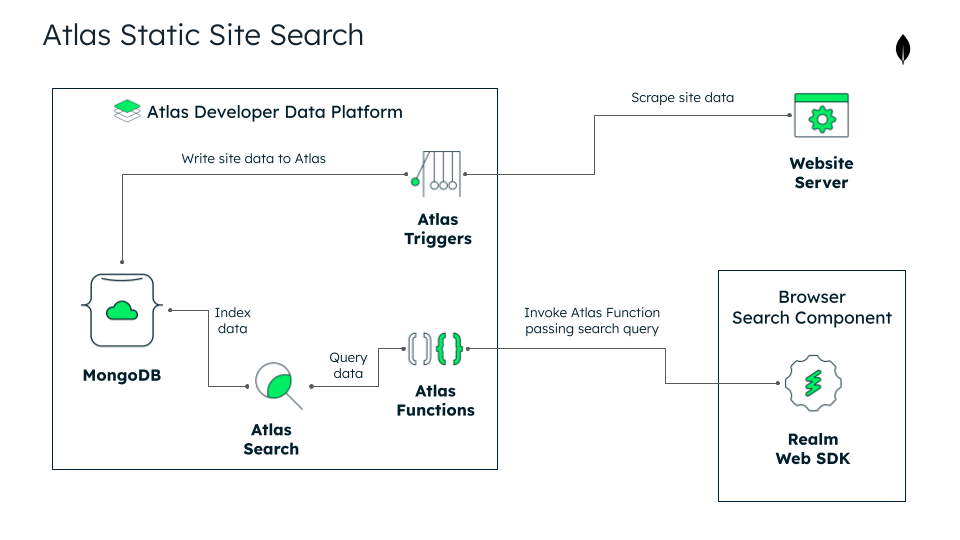 Atlas Static Site Search
Atlas Developer Data Platform
Scrape site data
Write site data to Atlas
Website
Server
Atlas
Triggers
Browser
Search Component
Index
data
Invoke Atlas Function
passing search query
Query
data
MongoDB
Atlas
Functions
Atlas
Search
Realm
Web SDK